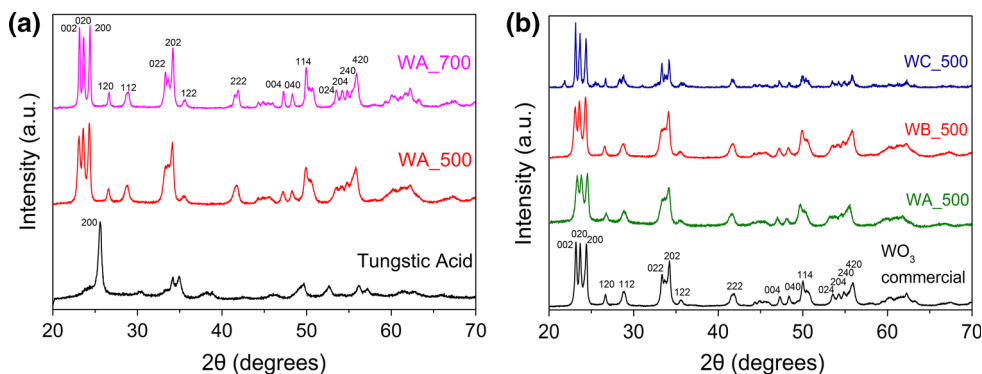 (a)
Intensity (a.u.)
002 020 200
120 112
022 202
122
222
004 040
114
024 204 240 420
WA_700
WA_500
200
Tungstic Acid
20 30 40 50 60 70
2θ (degrees)
(b)
Intensity (a.u.)
WC_500
WB_500
WA_500
WO3
commercial
002 020 200
120 112
022 202
122
222
004 040
114
024 204 240 420
20 30 40 50 60 70
2θ (degrees)